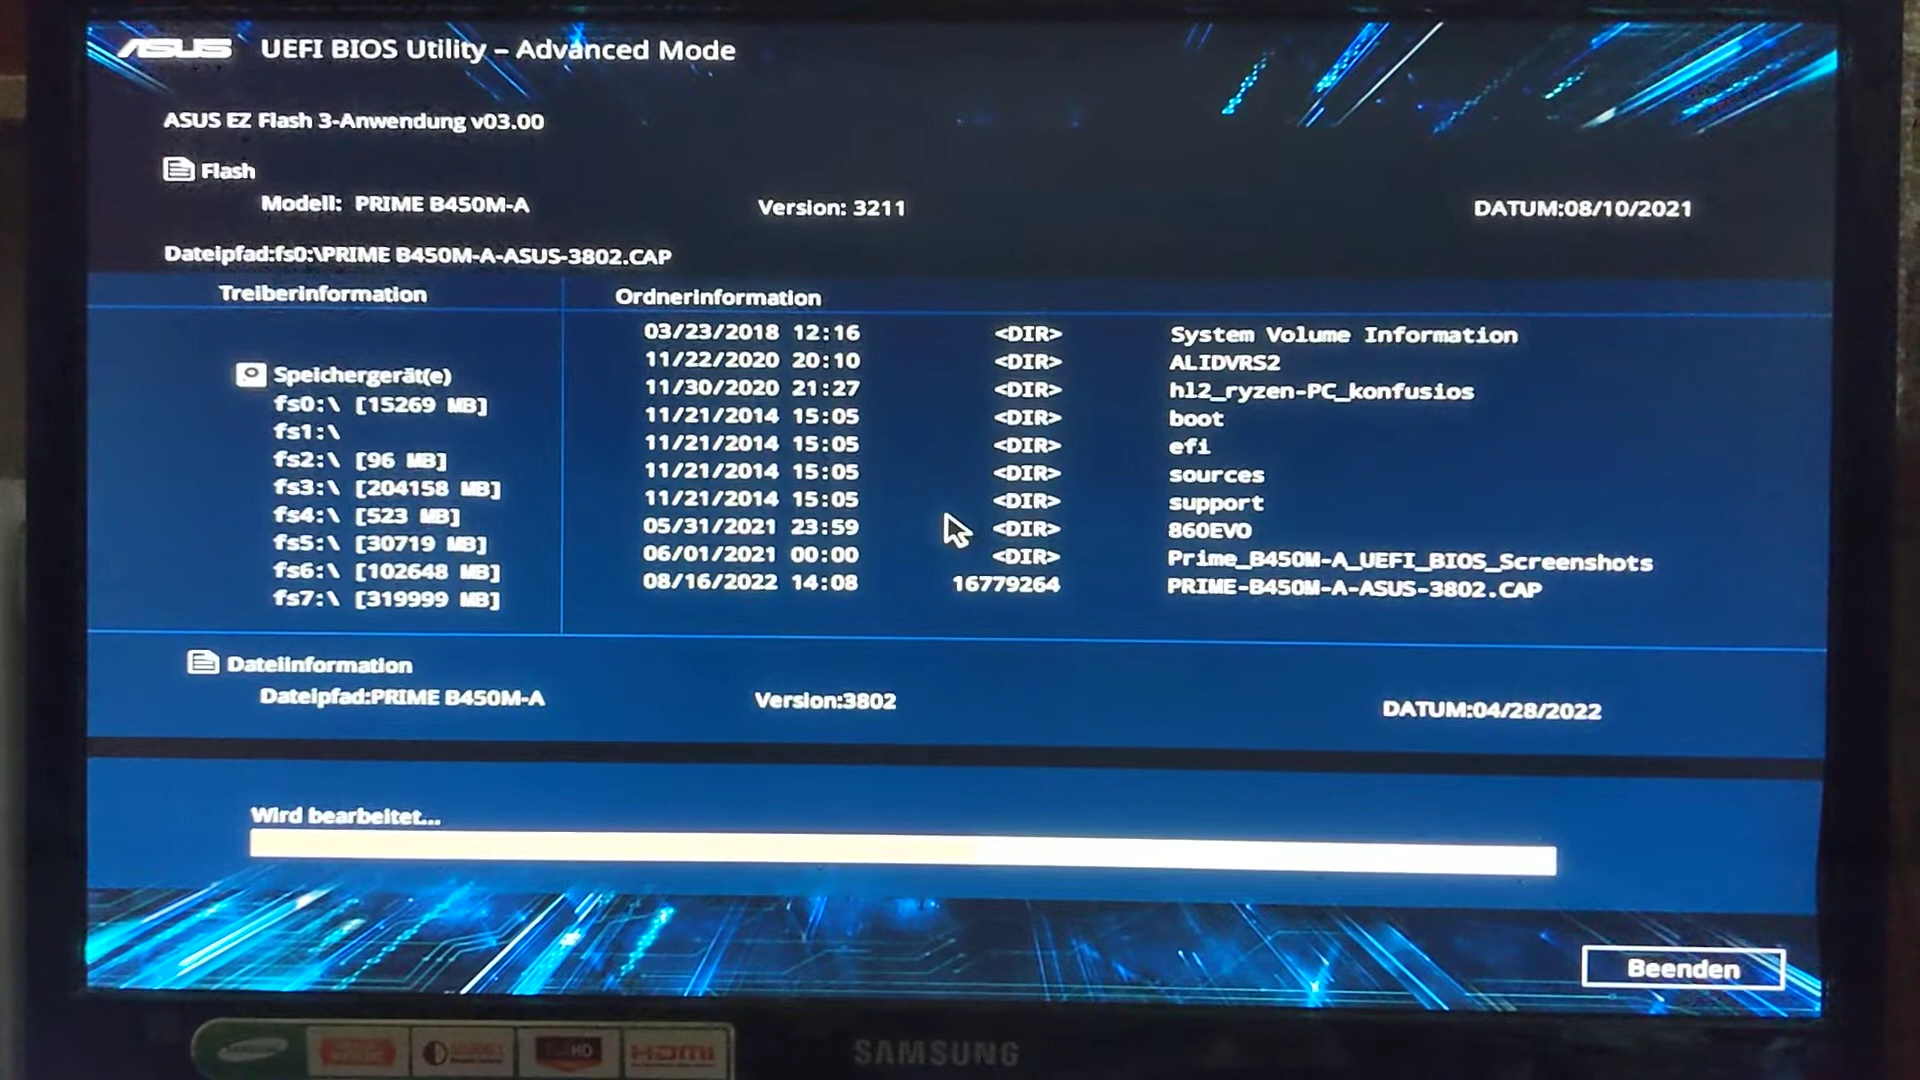 ASUS UEFI BIOS Utility – Advanced Mode
ASUS EZ Flash 3-Anwendung v03.00
Flash
Modell: PRIME B450M-A Version: 3211 DATUM:08/10/2021
Dateipfad:fs0:\PRIME B450M-A-ASUS-3802.CAP
Treiberinformation Ordnerinformation
03/23/2018 12:16 <DIR> System Volume Information
11/22/2020 20:10 <DIR> ALIDVRS2
Speichergerät(e) 11/30/2020 21:27 <DIR> hl2_ryzen-PC_konfusios
fs0:\ [15269 MB] 11/21/2014 15:05 <DIR> boot
fs1:\ 11/21/2014 15:05 <DIR> efi
fs2:\ [96 MB] 11/21/2014 15:05 <DIR> sources
fs3:\ [204158 MB] 11/21/2014 15:05 <DIR> support
fs4:\ [523 MB] 05/31/2021 23:59 <DIR> 860EVO
fs5:\ [30719 MB] 06/01/2021 00:00 <DIR> Prime_B450M-A_UEFI_BIOS_Screenshots
fs6:\ [102648 MB] 08/16/2022 14:08 16779264 PRIME-B450M-A-ASUS-3802.CAP
fs7:\ [319999 MB]
Dateiinformation
Dateipfad:PRIME B450M-A Version:3802 DATUM:04/28/2022
Wird bearbeitet...
Beenden
HD HDMI SAMSUNG